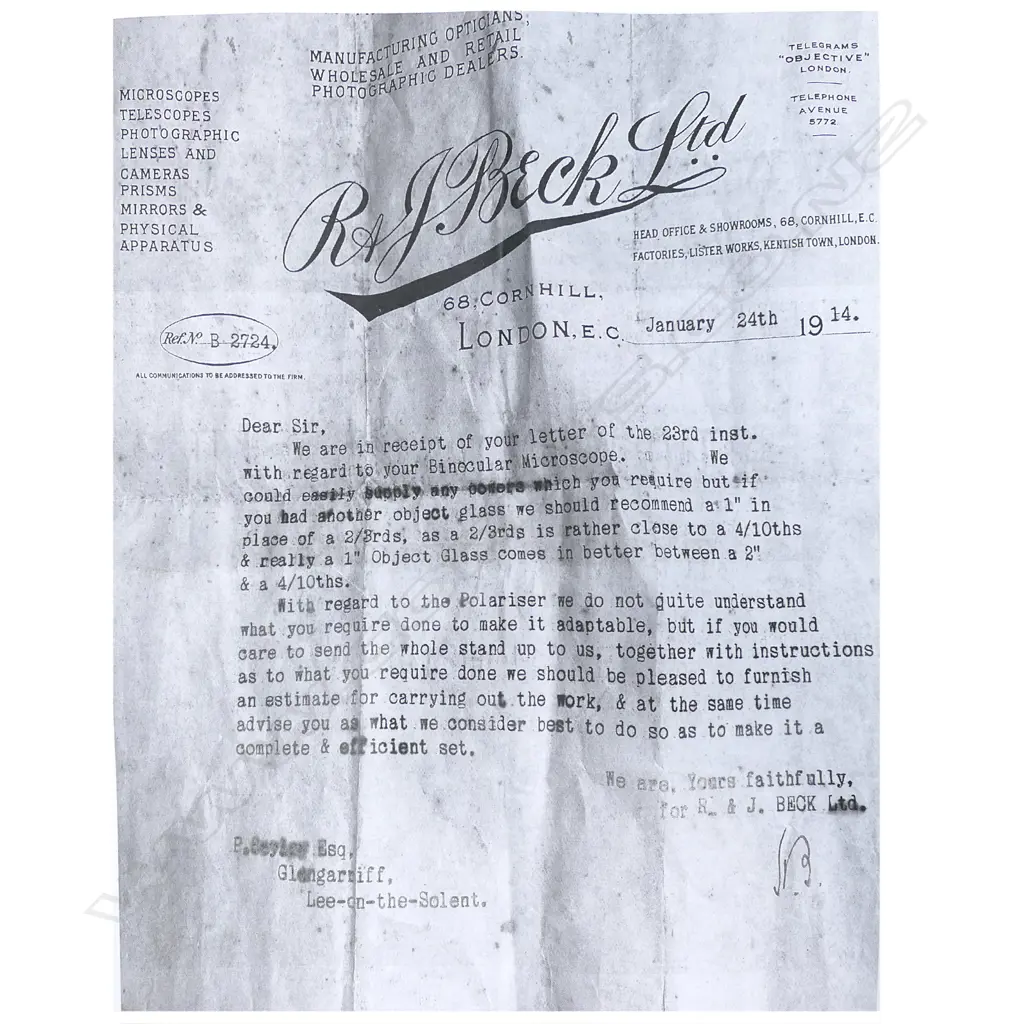 MANUFACTURING OPTICIANS,
WHOLESALE AND RETAIL
PHOTOGRAPHIC DEALERS.
TELEGRAMS
"OBJECTIVE"
LONDON.
TELEPHONE
AVENUE
5772
MICROSCOPES
TELESCOPES
PHOTOGRAPHIC
LENSES AND
CAMERAS
PRISMS
MIRRORS &
PHYSICAL
APPARATUS
R & J BECK Ltd
HEAD OFFICE & SHOWROOMS, 68, CORNHILL, E.C.
FACTORIES, LISTER WORKS, KENTISH TOWN, LONDON.
68, CORNHILL,
LONDON, E.C. January 24th 1914.
Ref. No. B 2724.
ALL COMMUNICATIONS TO BE ADDRESSED TO THE FIRM.
Dear Sir,
We are in receipt of your letter of the 23rd inst.
with regard to your Binocular Microscope. We
could easily supply any powers which you require but if
you had another object glass we should recommend a 1" in
place of a 2/3rds, as a 2/3rds is rather close to a 4/10ths
& really a 1" Object Glass comes in better between a 2"
& a 4/10ths.
With regard to the Polariser we do not quite understand
what you require done to make it adaptable, but if you would
care to send the whole stand up to us, together with instructions
as to what you require done we should be pleased to furnish
an estimate for carrying out the work, & at the same time
advise you as what we consider best to do so as to make it a
complete & efficient set.
We are, Yours faithfully,
for R. & J. BECK Ltd.
P. Esq,
Glengarriff,
Lee-on-the-Solent.